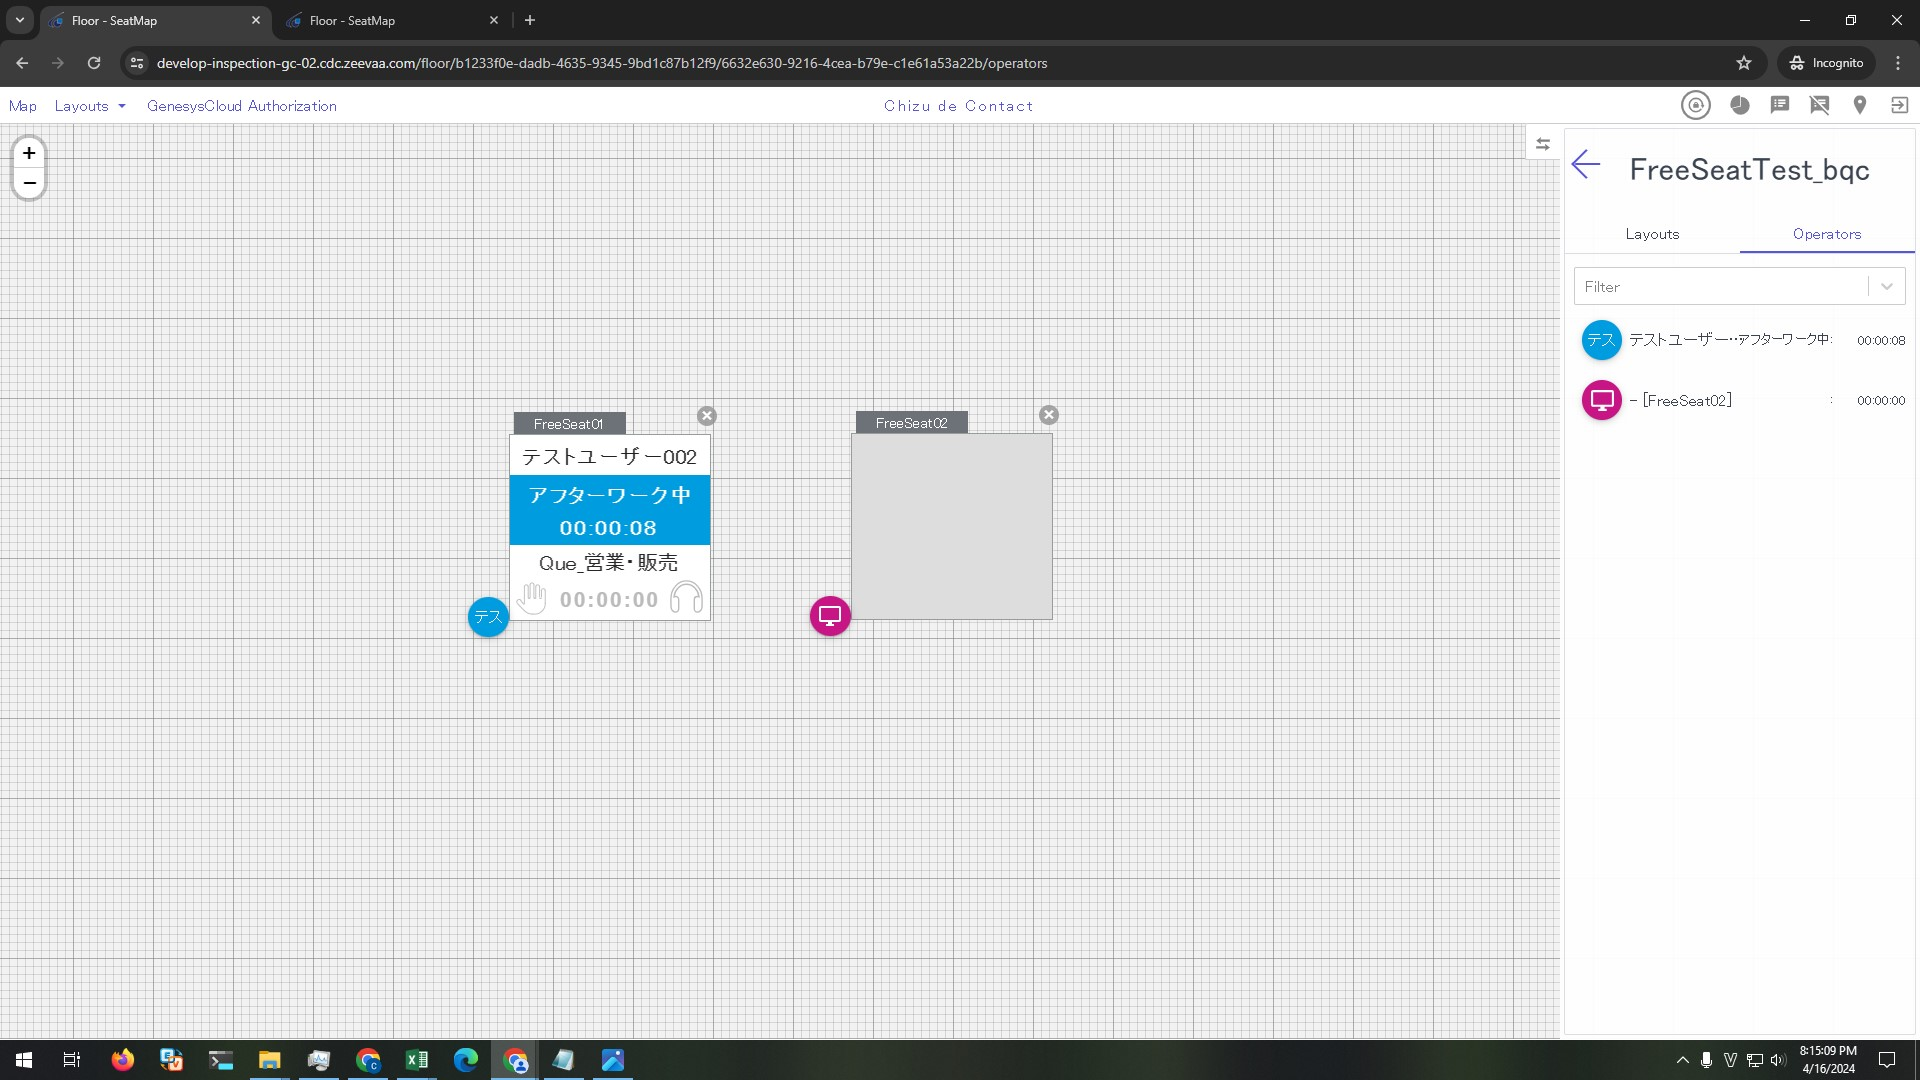 Floor - SeatMap
Floor - SeatMap
develop-inspection-gc-02.cdc.zeevaa.com/floor/b1233f0e-dadb-4635-9345-9bd1c87b12f9/6632e630-9216-4cea-b79e-c1e61a53a22b/operators
Incognito
Map Layouts GenesysCloud Authorization
Chizu de Contact
+
−
FreeSeatTest_bqc
Layouts Operators
Filter
テス テストユーザー‥アフターワーク中: 00:00:08
- [FreeSeat02] : 00:00:00
FreeSeat01
テストユーザー002
アフターワーク中
00:00:08
Que_営業・販売
00:00:00
テス
FreeSeat02
8:15:09 PM
4/16/2024